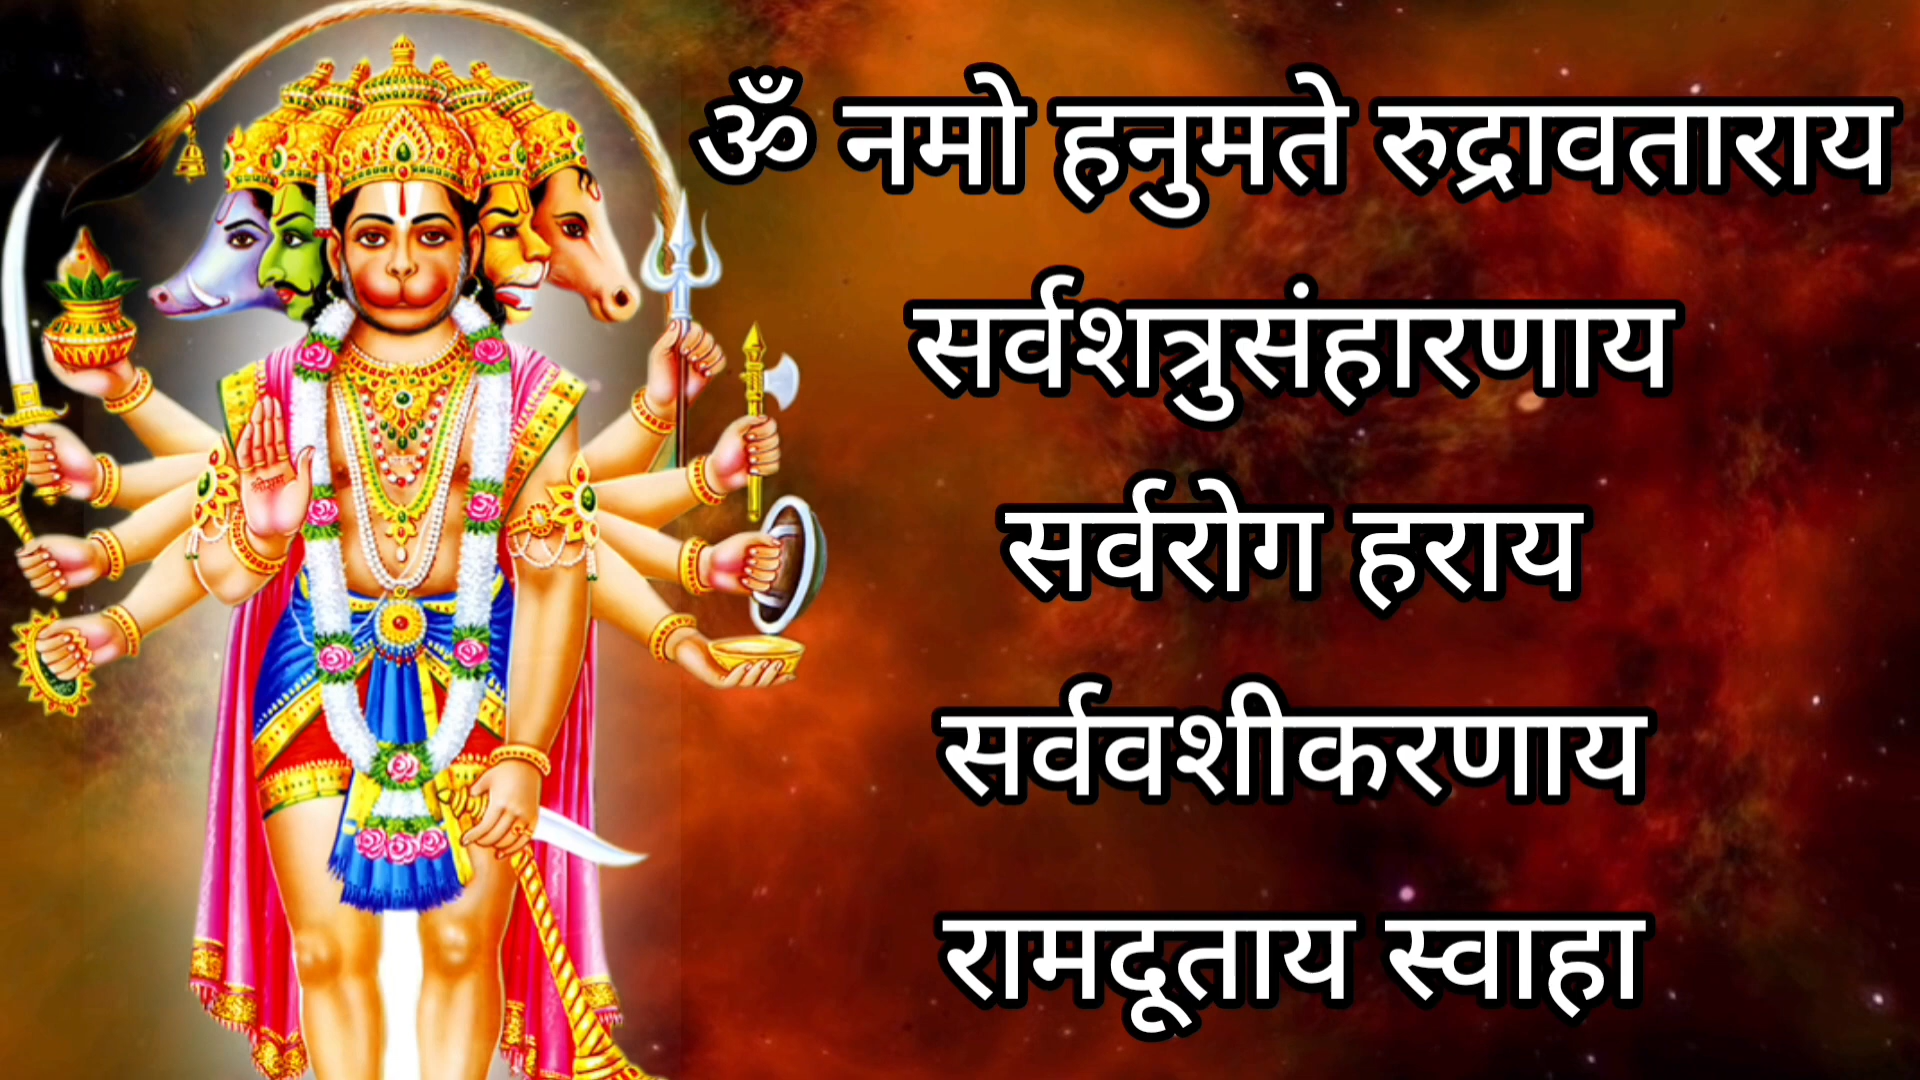 ॐ नमो हनुमते रुद्रावताराय
सर्वशत्रुसंहारणाय
सर्वरोग हराय
सर्ववशीकरणाय
रामदूताय स्वाहा
श्रीराम